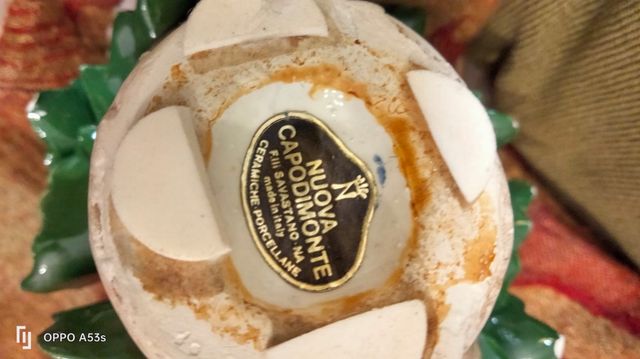 N
NUOVA
CAPODIMONTE
F.lli SAVASTANO · NA
made in italy
CERAMICHE · PORCELLANE
OPPO A53s